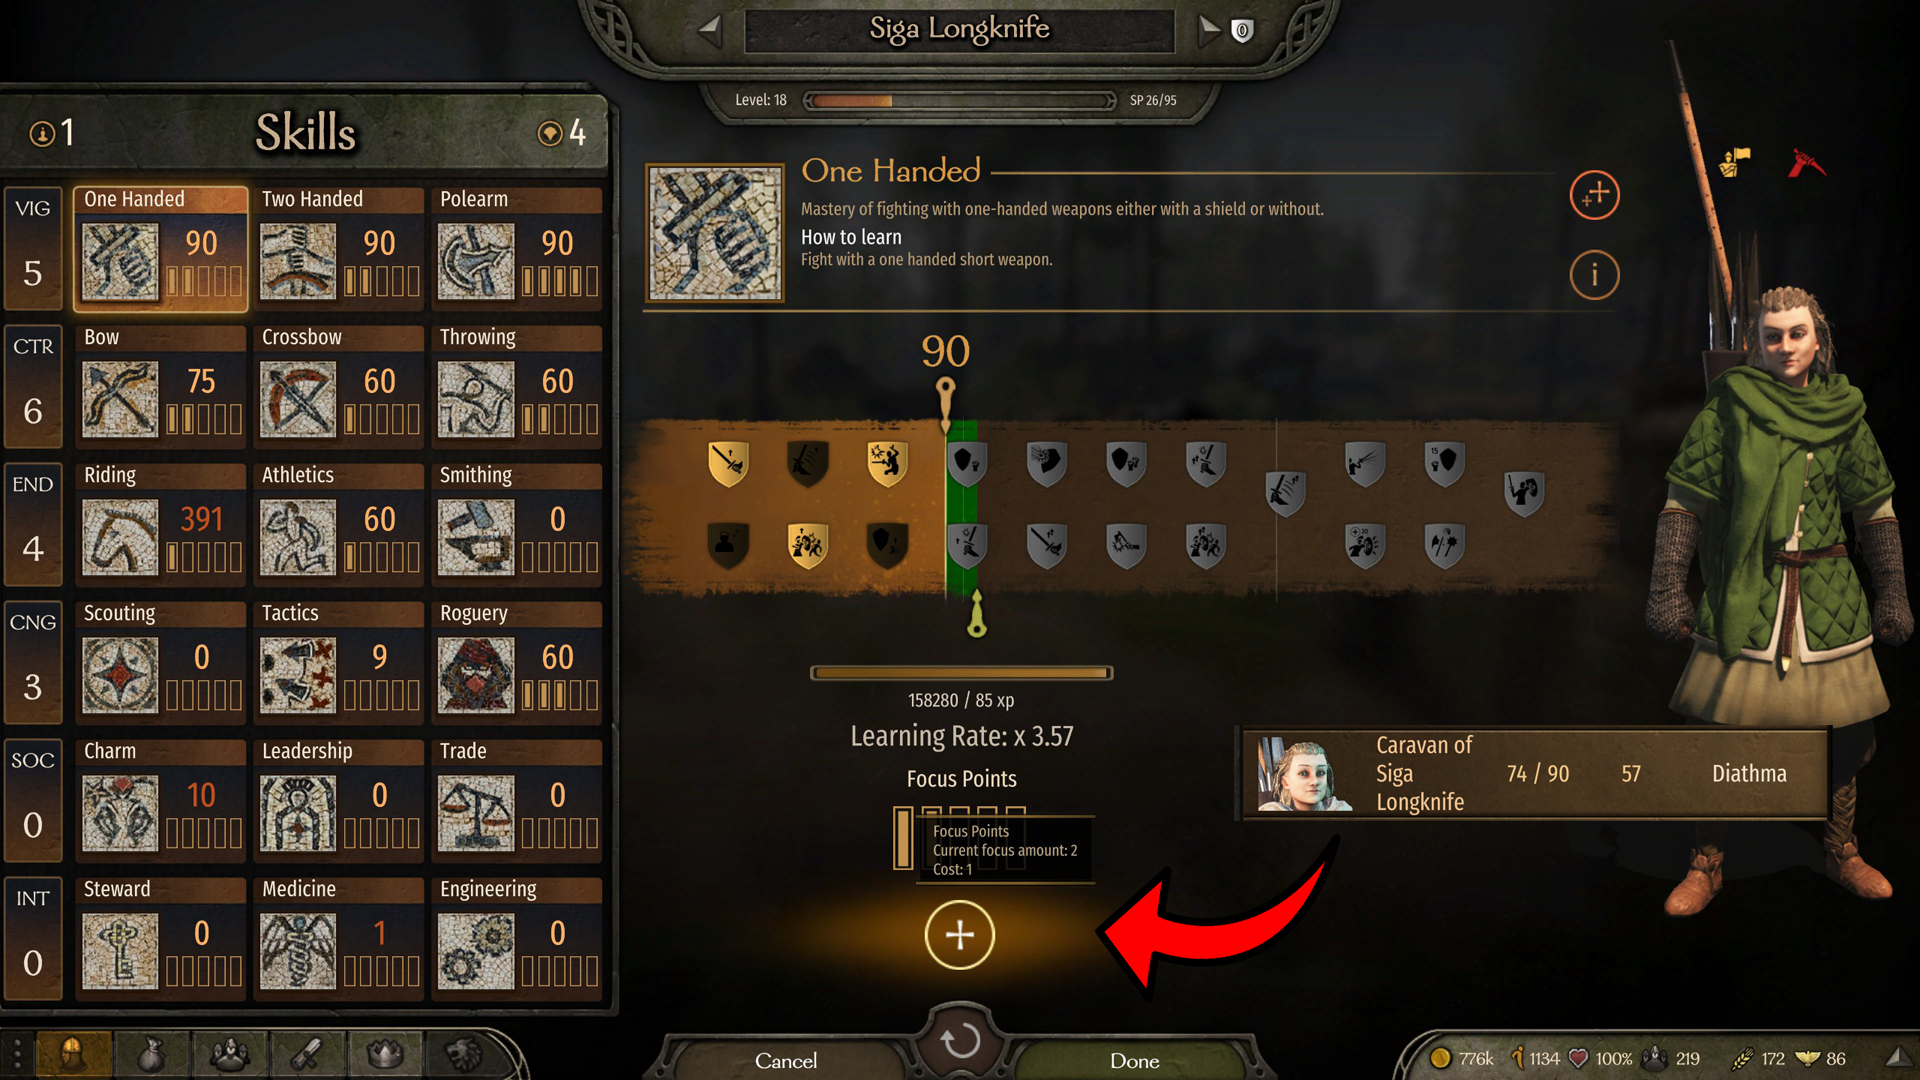 Siga Longknife
0
Level: 18
SP 26/95
1
Skills
4
VIG
5
One Handed
90
Two Handed
90
Polearm
90
CTR
6
Bow
75
Crossbow
60
Throwing
60
END
4
Riding
391
Athletics
60
Smithing
0
CNG
3
Scouting
0
Tactics
9
Roguery
60
SOC
0
Charm
10
Leadership
0
Trade
0
INT
0
Steward
0
Medicine
1
Engineering
0
One Handed
Mastery of fighting with one-handed weapons either with a shield or without.
How to learn
Fight with a one handed short weapon.
i
90
15
+20
158280 / 85 xp
Learning Rate: x 3.57
Focus Points
Focus Points
Current focus amount: 2
Cost: 1
Caravan of
Siga
Longknife
74 / 90
57
Diathma
Cancel
Done
776k
1134
100%
219
172
86